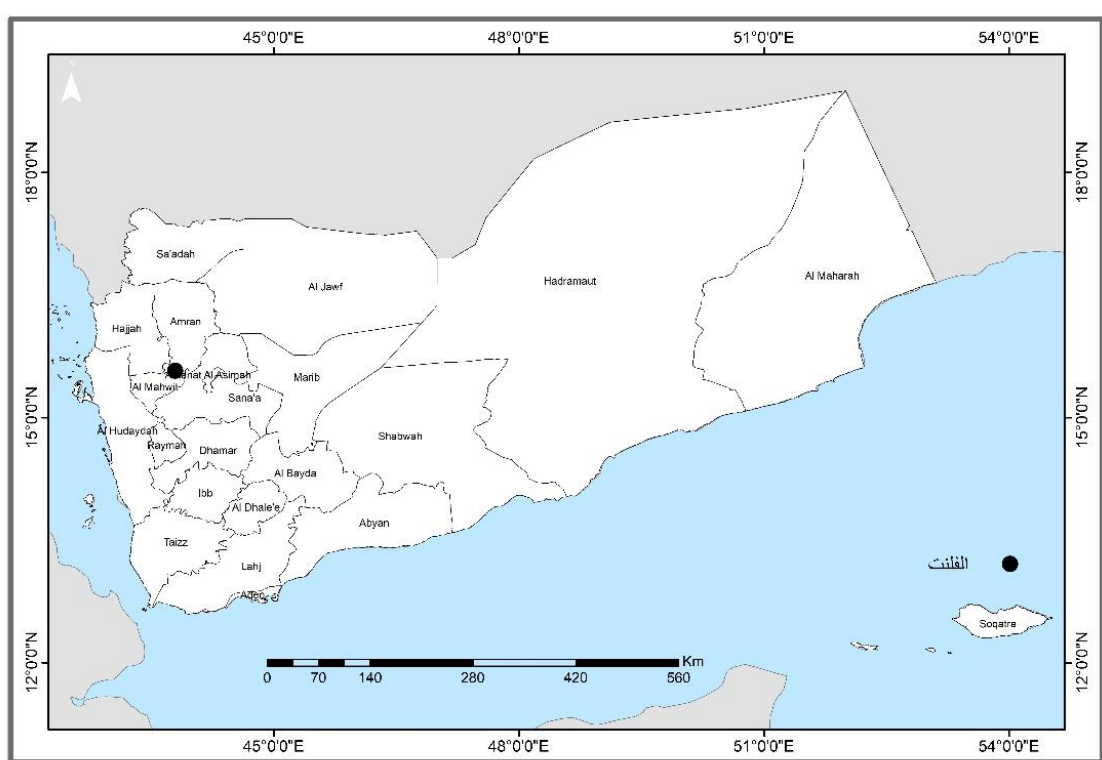 45°0'0"E 48°0'0"E 51°0'0"E 54°0'0"E
18°0'0"N
18°0'0"N
Sa'adah
Al Jawf
Hadramaut
Al Maharah
Hajjah
Amran
Al Asimah
Marib
Al Mahwit
Sana'a
15°0'0"N
15°0'0"N
Al Hudaydah
Raymah
Dhamar
Shabwah
Al Bayda
Ibb
Al Dhale'e
Abyan
Taizz
Lahj
الفلنت
Aden
Soqatra
12°0'0"N
12°0'0"N
Km
0 70 140 280 420 560
45°0'0"E 48°0'0"E 51°0'0"E 54°0'0"E